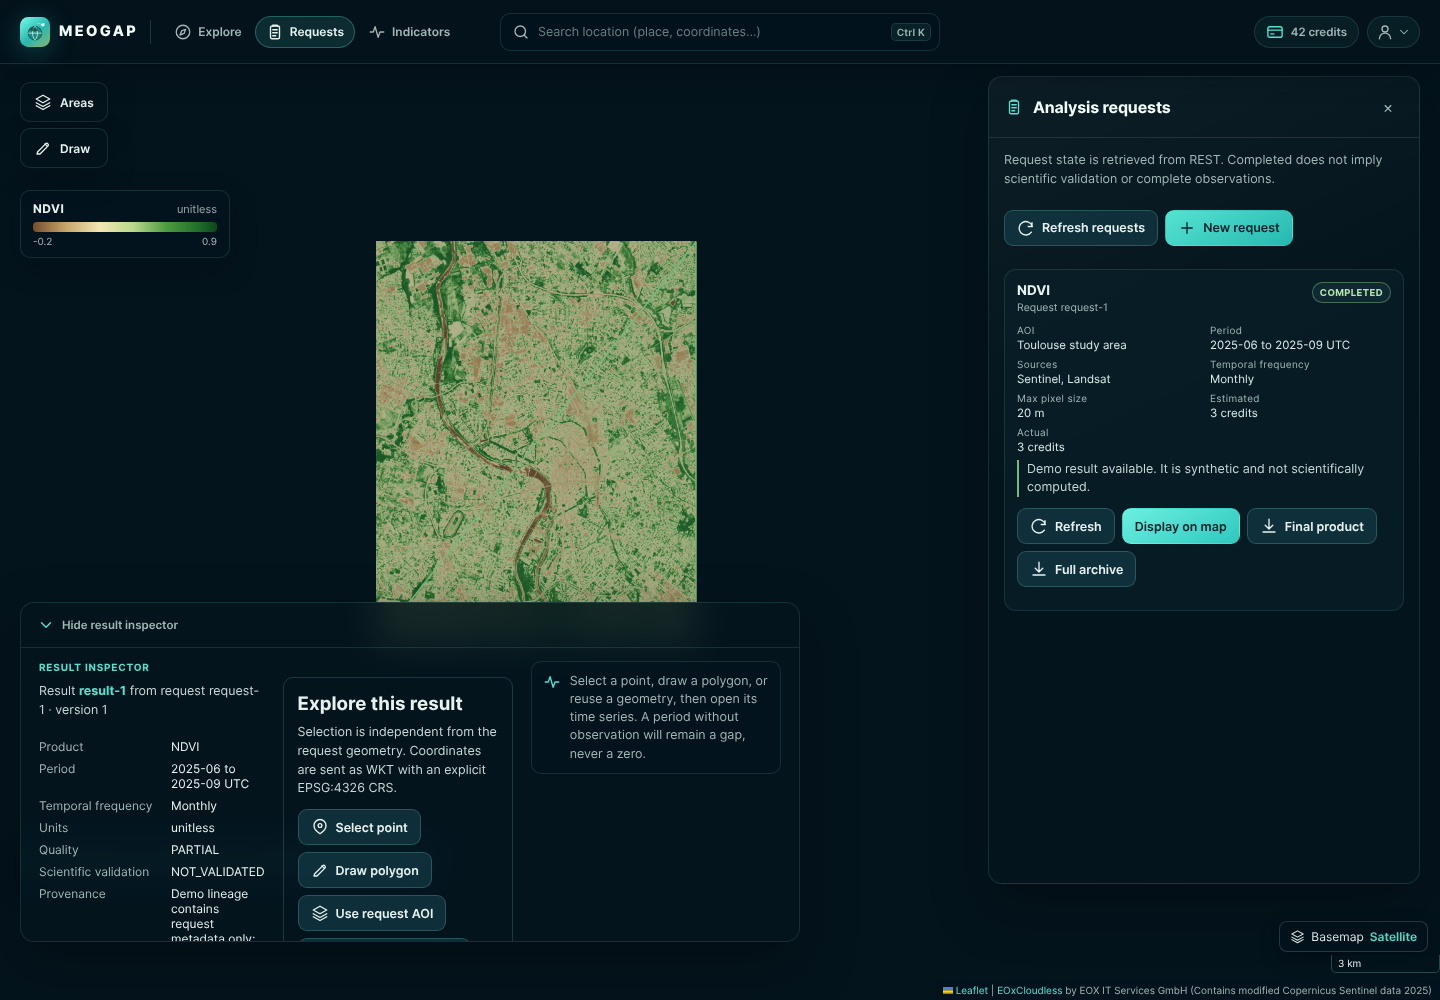 MEOGAP
Explore
Requests
Indicators
Search location (place, coordinates...)
Ctrl K
42 credits
Areas
Draw
NDVI
unitless
-0.2
0.9
Analysis requests
×
Request state is retrieved from REST. Completed does not imply
scientific validation or complete observations.
Refresh requests
New request
NDVI
COMPLETED
Request request-1
AOI
Toulouse study area
Period
2025-06 to 2025-09 UTC
Sources
Sentinel, Landsat
Temporal frequency
Monthly
Max pixel size
20 m
Estimated
3 credits
Actual
3 credits
Demo result available. It is synthetic and not scientifically
computed.
Refresh
Display on map
Final product
Full archive
Hide result inspector
RESULT INSPECTOR
Result result-1 from request request-
1 · version 1
Product
NDVI
Period
2025-06 to
2025-09 UTC
Temporal frequency
Monthly
Units
unitless
Quality
PARTIAL
Scientific validation
NOT_VALIDATED
Provenance
Demo lineage
contains
request
metadata only;
Explore this result
Selection is independent from the
request geometry. Coordinates
are sent as WKT with an explicit
EPSG:4326 CRS.
Select point
Draw polygon
Use request AOI
Select a point, draw a polygon, or
reuse a geometry, then open its
time series. A period without
observation will remain a gap,
never a zero.
Basemap Satellite
3 km
Leaflet | EOxCloudless by EOX IT Services GmbH (Contains modified Copernicus Sentinel data 2025)